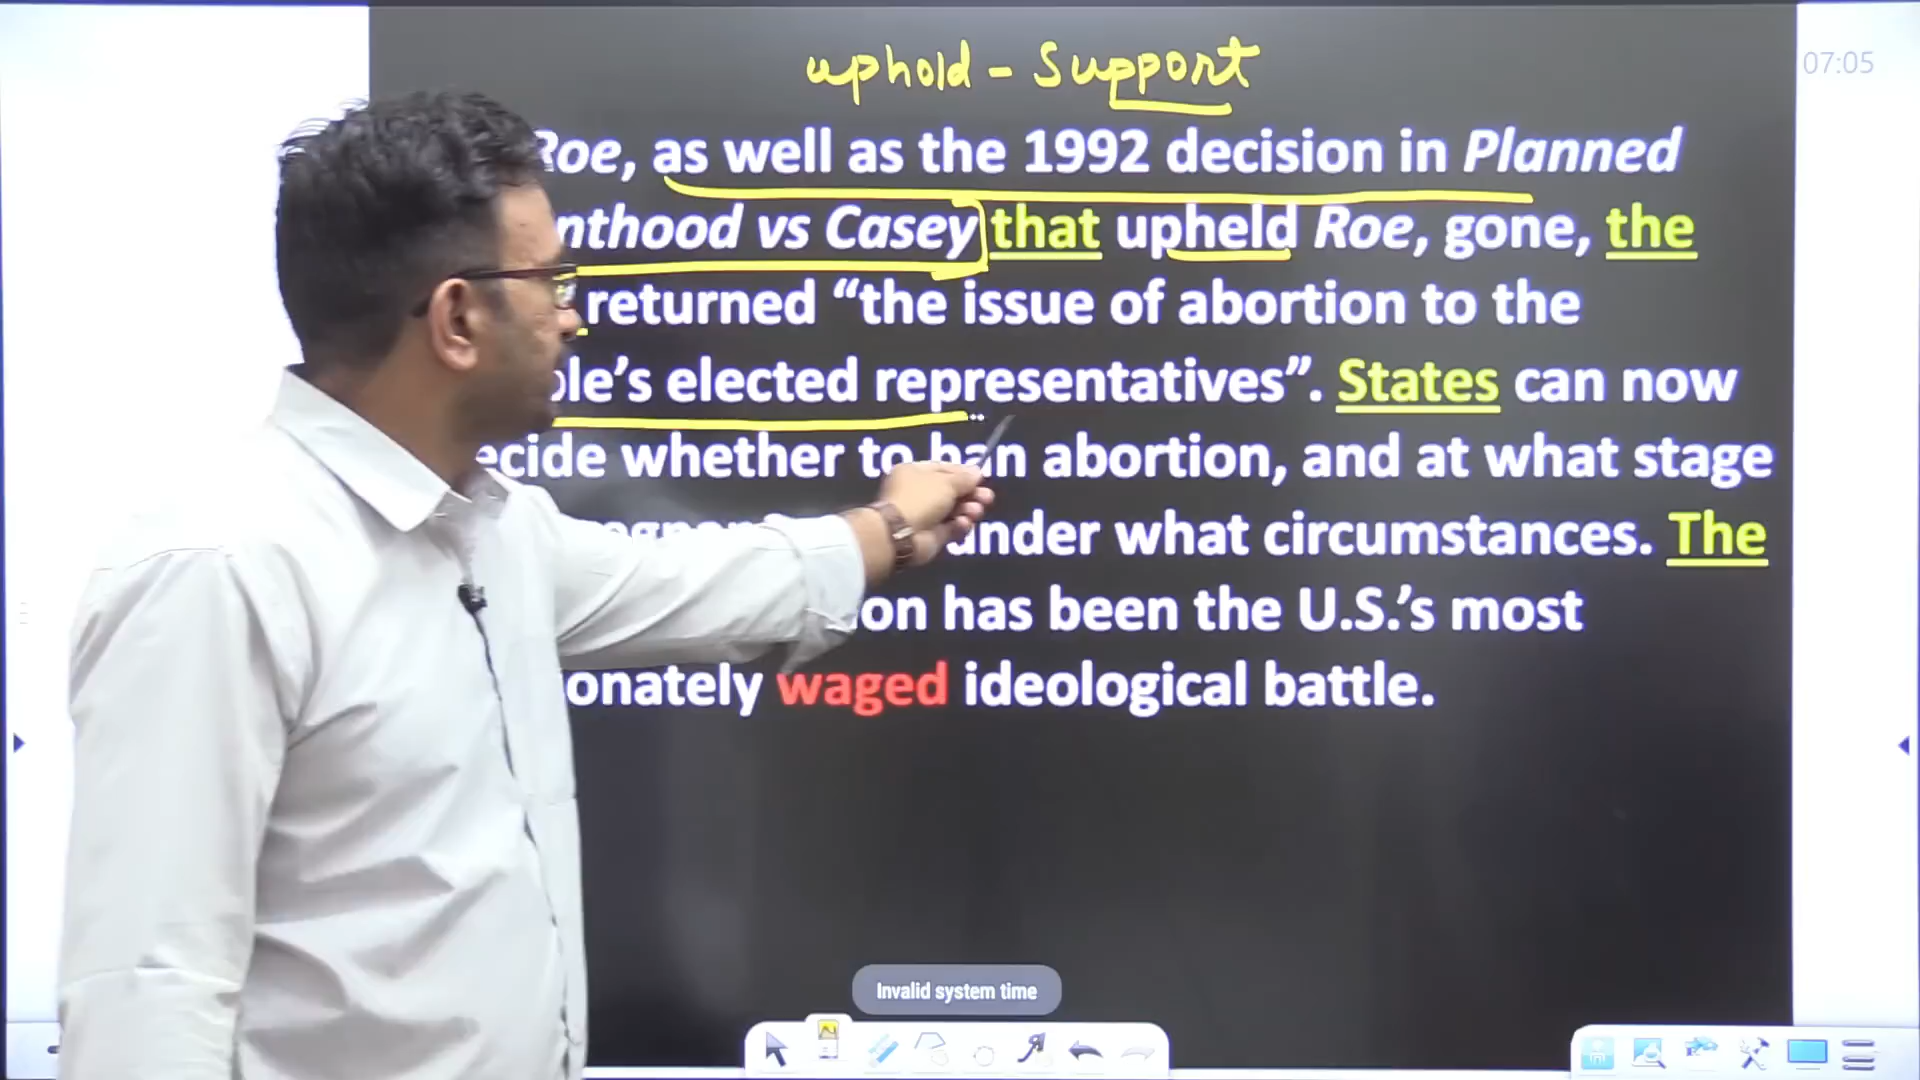 uphold - Support
07:05
Roe, as well as the 1992 decision in Planned
nthood vs Casey that upheld Roe, gone, the
returned “the issue of abortion to the
ple’s elected representatives”. States can now
ecide whether to ban abortion, and at what stage
under what circumstances. The
on has been the U.S.’s most
onately waged ideological battle.
Invalid system time